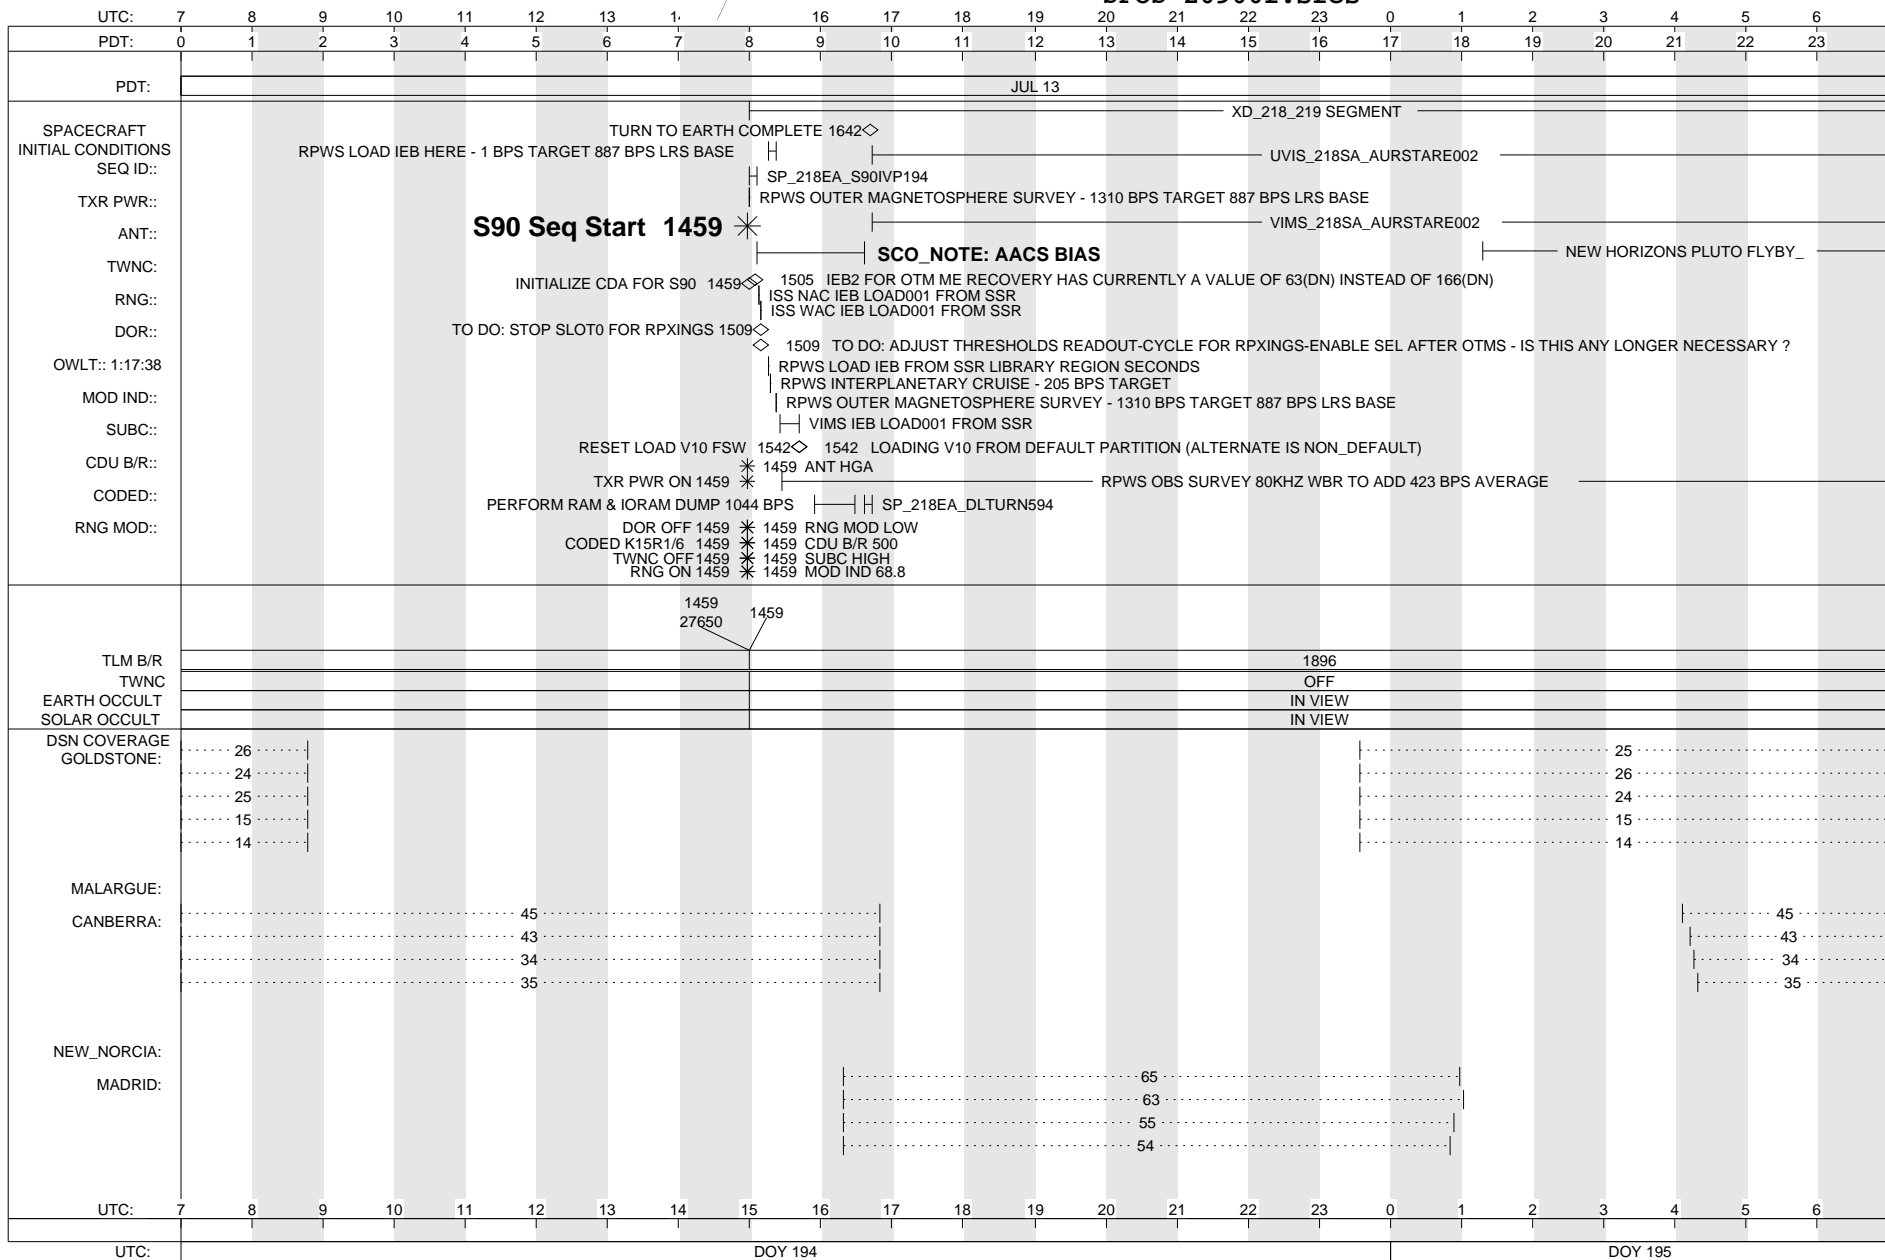 UTC: 7 8 9 10 11 12 13 16 17 18 19 20 21 22 23 0 1 2 3 4 5 6
PDT: 0 1 2 3 4 5 6 7 8 9 10 11 12 13 14 15 16 17 18 19 20 21 22 23
PDT: JUL 13
XD_218_219 SEGMENT
SPACECRAFT TURN TO EARTH COMPLETE 1642
INITIAL CONDITIONS RPWS LOAD IEB HERE - 1 BPS TARGET 887 BPS LRS BASE UVIS_218SA_AURSTARE002
SEQ ID:: SP_218EA_S90IVP194
TXR PWR:: RPWS OUTER MAGNETOSPHERE SURVEY - 1310 BPS TARGET 887 BPS LRS BASE
S90 Seq Start 1459 VIMS_218SA_AURSTARE002
ANT::
SCO_NOTE: AACS BIAS NEW HORIZONS PLUTO FLYBY_
TWNC:
INITIALIZE CDA FOR S90 1459 1505 IEB2 FOR OTM ME RECOVERY HAS CURRENTLY A VALUE OF 63(DN) INSTEAD OF 166(DN)
RNG:: ISS NAC IEB LOAD001 FROM SSR
ISS WAC IEB LOAD001 FROM SSR
DOR:: TO DO: STOP SLOT0 FOR RPXINGS 1509
1509 TO DO: ADJUST THRESHOLDS READOUT-CYCLE FOR RPXINGS-ENABLE SEL AFTER OTMS - IS THIS ANY LONGER NECESSARY ?
OWLT:: 1:17:38 RPWS LOAD IEB FROM SSR LIBRARY REGION SECONDS
RPWS INTERPLANETARY CRUISE - 205 BPS TARGET
MOD IND:: RPWS OUTER MAGNETOSPHERE SURVEY - 1310 BPS TARGET 887 BPS LRS BASE
SUBC:: VIMS IEB LOAD001 FROM SSR
RESET LOAD V10 FSW 1542 1542 LOADING V10 FROM DEFAULT PARTITION (ALTERNATE IS NON_DEFAULT)
CDU B/R:: 1459 ANT HGA
TXR PWR ON 1459 RPWS OBS SURVEY 80KHZ WBR TO ADD 423 BPS AVERAGE
CODED:: PERFORM RAM & IORAM DUMP 1044 BPS SP_218EA_DLTURN594
RNG MOD:: DOR OFF 1459 1459 RNG MOD LOW
CODED K15R1/6 1459 1459 CDU B/R 500
TWNC OFF 1459 1459 SUBC HIGH
RNG ON 1459 1459 MOD IND 68.8
1459 1459
27650
TLM B/R 1896
TWNC OFF
EARTH OCCULT IN VIEW
SOLAR OCCULT IN VIEW
DSN COVERAGE
GOLDSTONE:
26 25
24 26
25 24
15 15
14 14
MALARGUE:
CANBERRA:
45 45
43 43
34 34
35 35
NEW_NORCIA:
MADRID:
65
63
55
54
UTC: 7 8 9 10 11 12 13 14 15 16 17 18 19 20 21 22 23 0 1 2 3 4 5 6
UTC: DOY 194 DOY 195